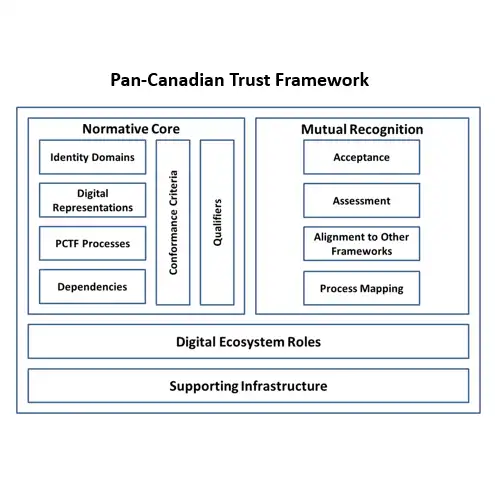 Pan-Canadian Trust Framework
Normative Core
Identity Domains
Digital
Representations
PCTF Processes
Dependencies
Conformance Criteria
Qualifiers
Mutual Recognition
Acceptance
Assessment
Alignment to Other
Frameworks
Process Mapping
Digital Ecosystem Roles
Supporting Infrastructure